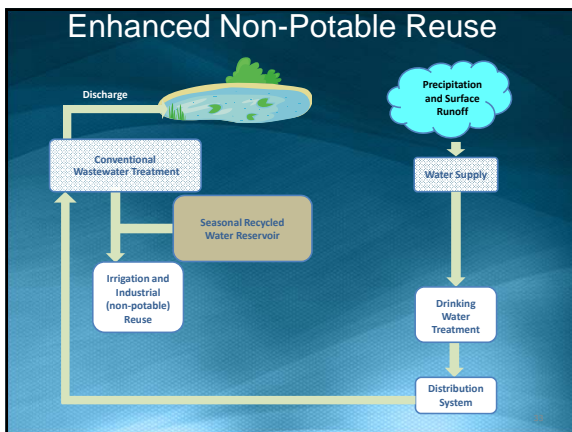 Enhanced Non-Potable Reuse
Discharge
Precipitation
and Surface
Runoff
Conventional
Wastewater Treatment
Water Supply
Seasonal Recycled
Water Reservoir
Irrigation and
Industrial
(non-potable)
Reuse
Drinking
Water
Treatment
Distribution
System